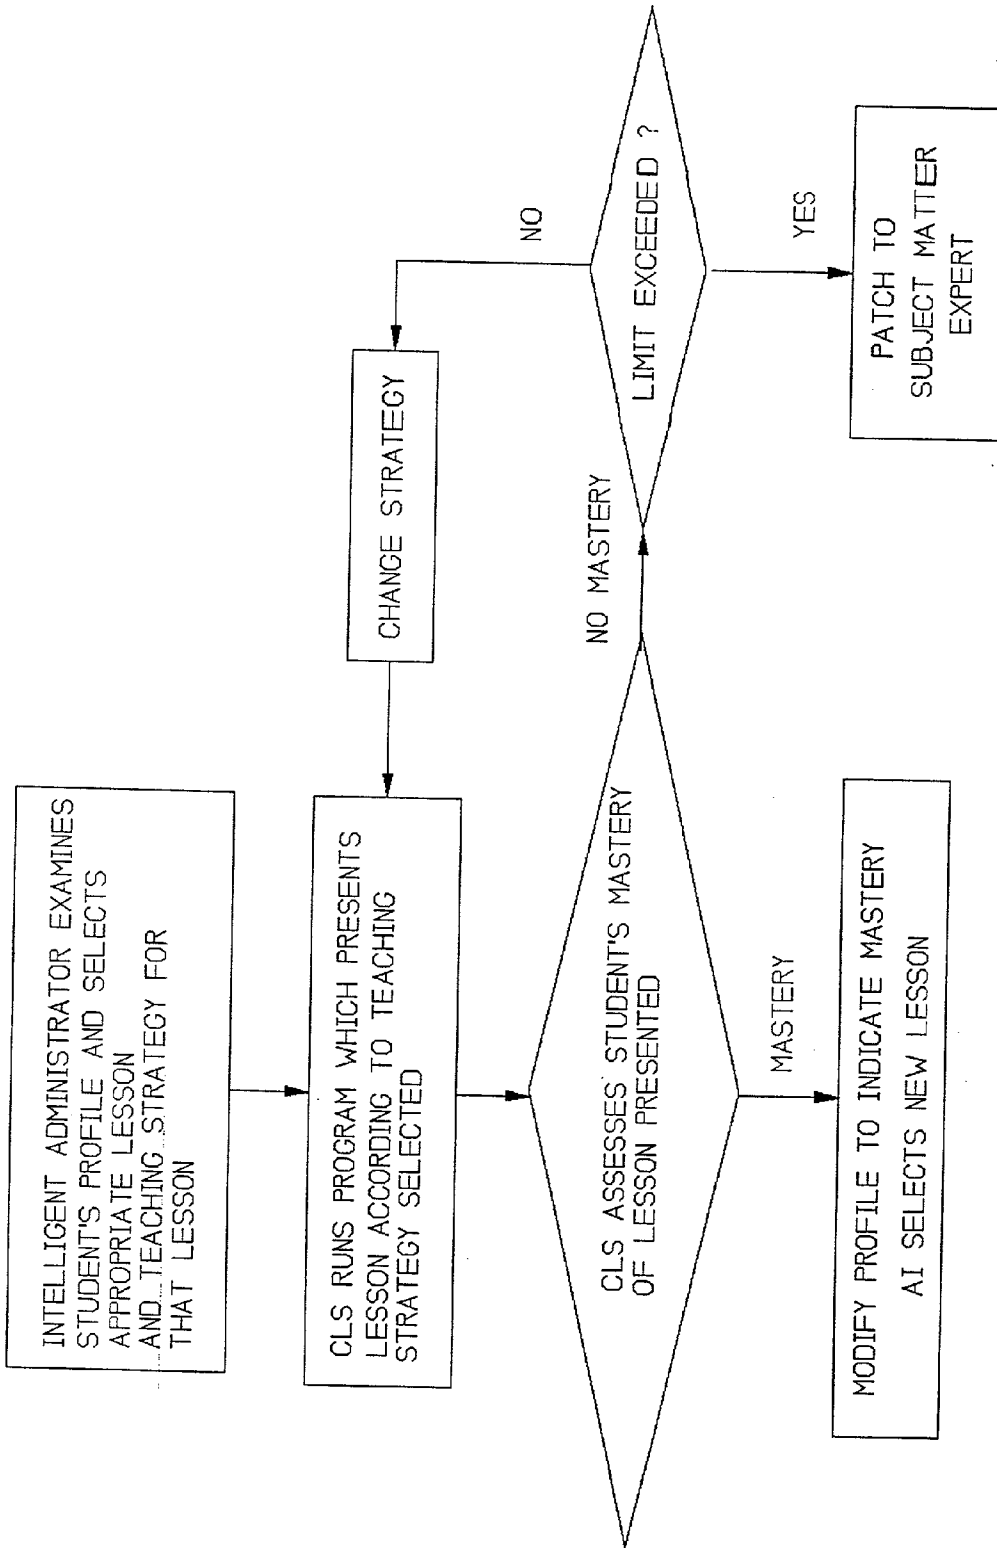 INTELLIGENT ADMINISTRATOR EXAMINES
STUDENT'S PROFILE AND SELECTS
APPROPRIATE LESSON
AND TEACHING STRATEGY FOR
THAT LESSON
CLS RUNS PROGRAM WHICH PRESENTS
LESSON ACCORDING TO TEACHING
STRATEGY SELECTED
CHANGE STRATEGY
NO
CLS ASSESSES STUDENT'S MASTERY
OF LESSON PRESENTED
NO MASTERY
LIMIT EXCEEDED ?
MASTERY
YES
MODIFY PROFILE TO INDICATE MASTERY
AI SELECTS NEW LESSON
PATCH TO
SUBJECT MATTER
EXPERT